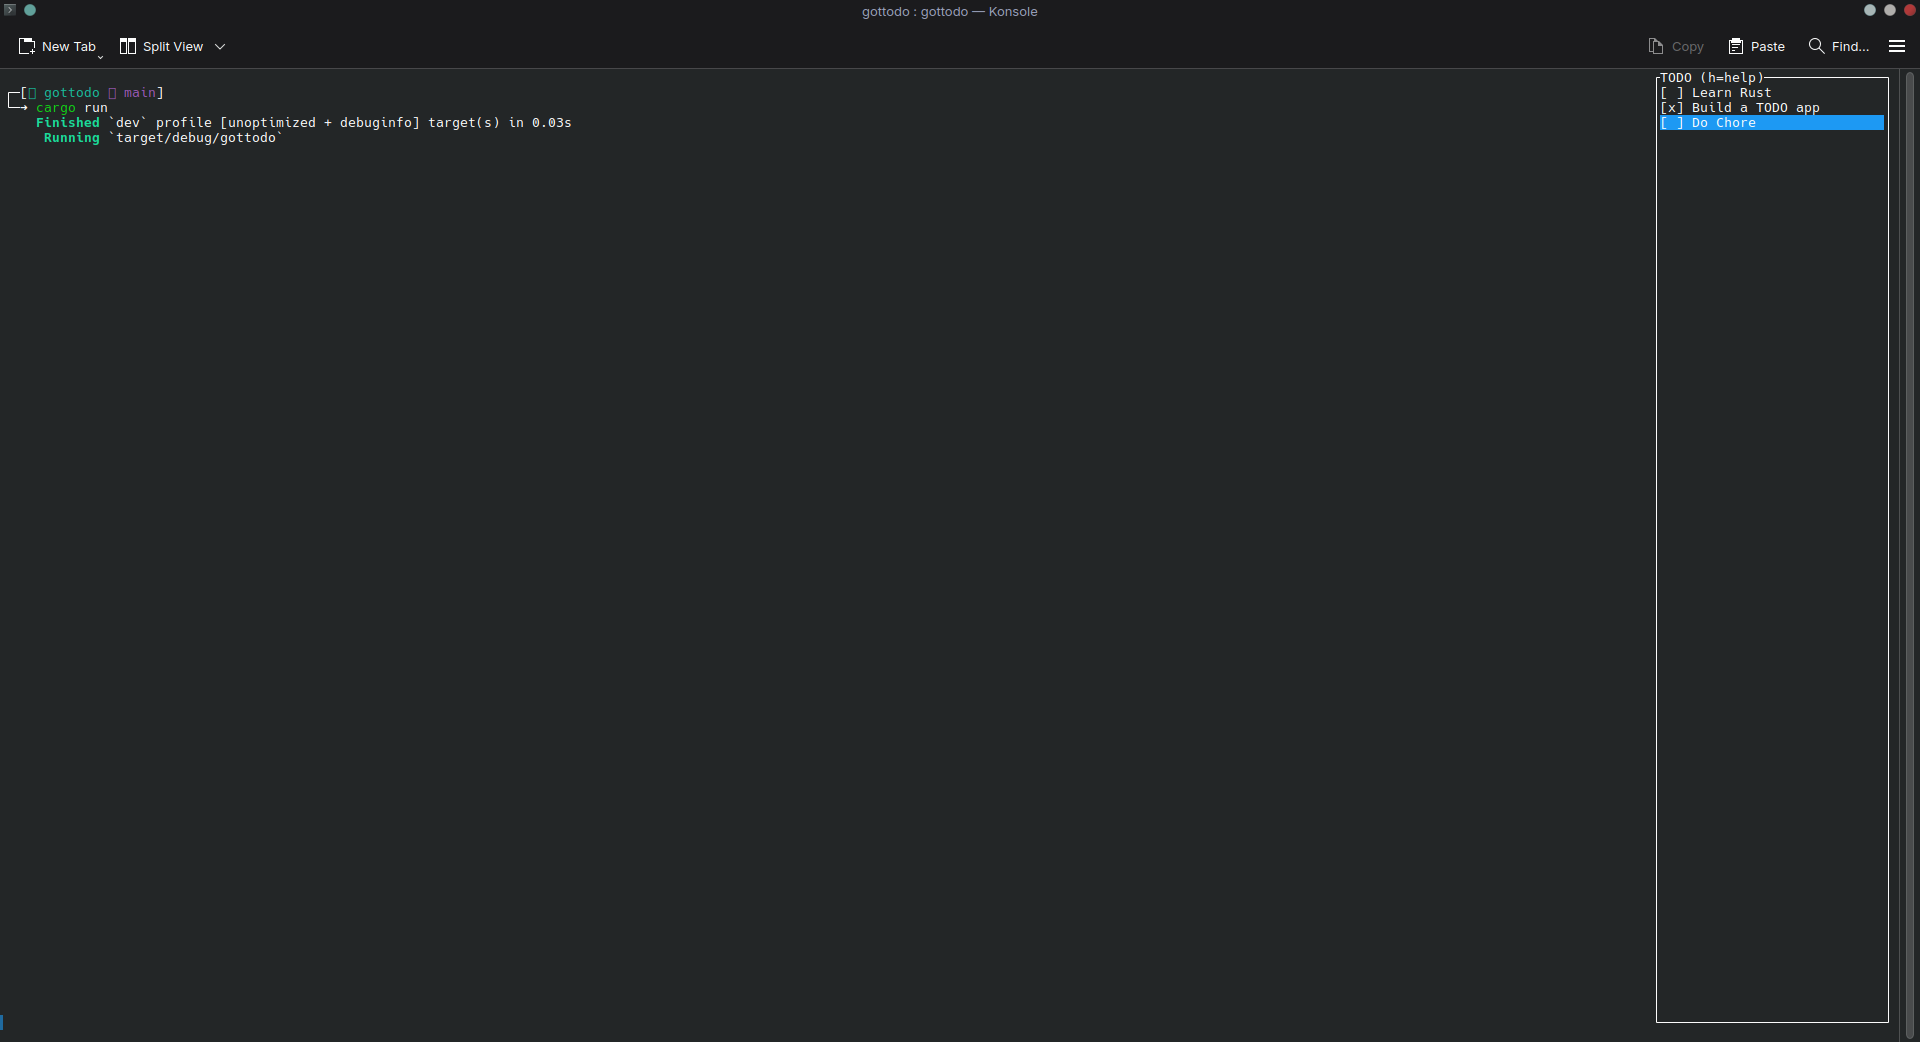 gottodo : gottodo — Konsole
New Tab
Split View
Copy
Paste
Find...
[ gottodo  main]
cargo run
Finished `dev` profile [unoptimized + debuginfo] target(s) in 0.03s
Running `target/debug/gottodo`
TODO (h=help)
[ ] Learn Rust
[x] Build a TODO app
[ ] Do Chore